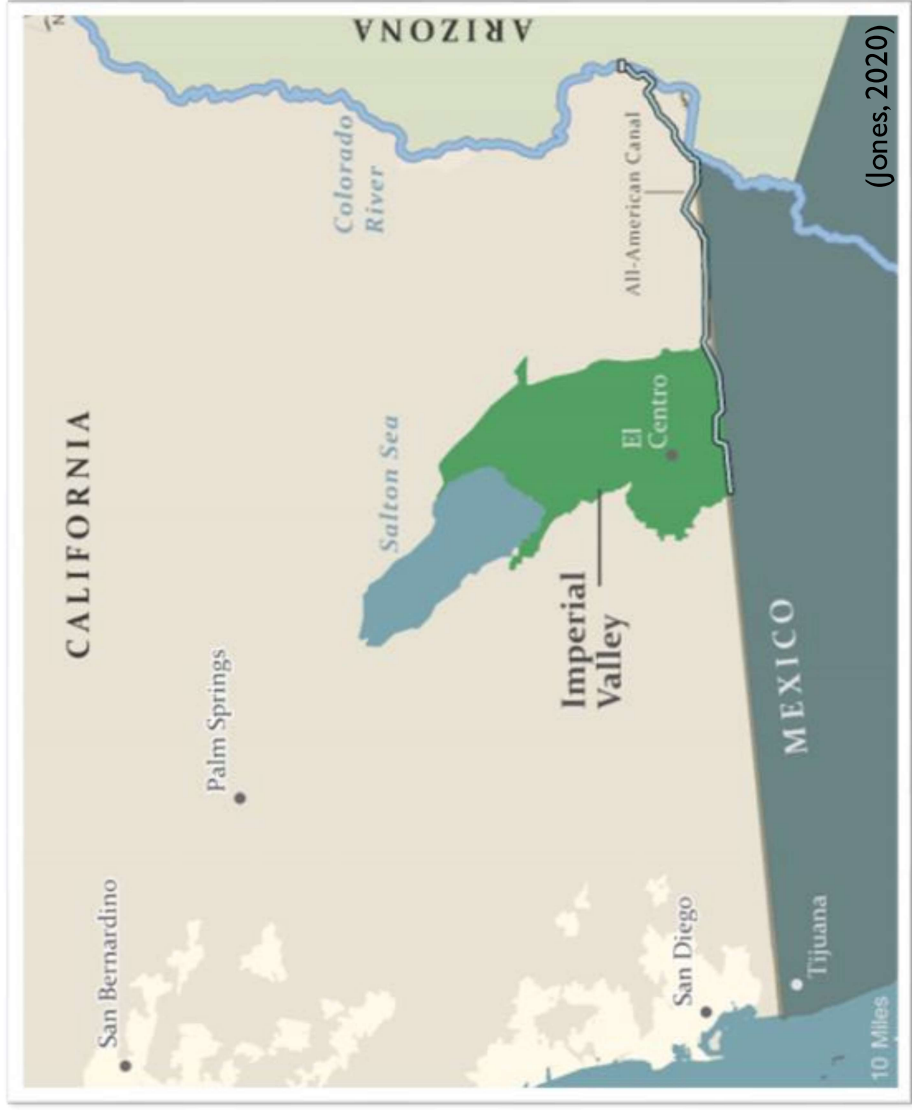 N
CALIFORNIA
ARIZONA
San Bernardino
Palm Springs
Colorado
River
Salton Sea
Imperial
Valley
El
Centro
All-American Canal
San Diego
MEXICO
Tijuana
10 Miles
(Jones, 2020)